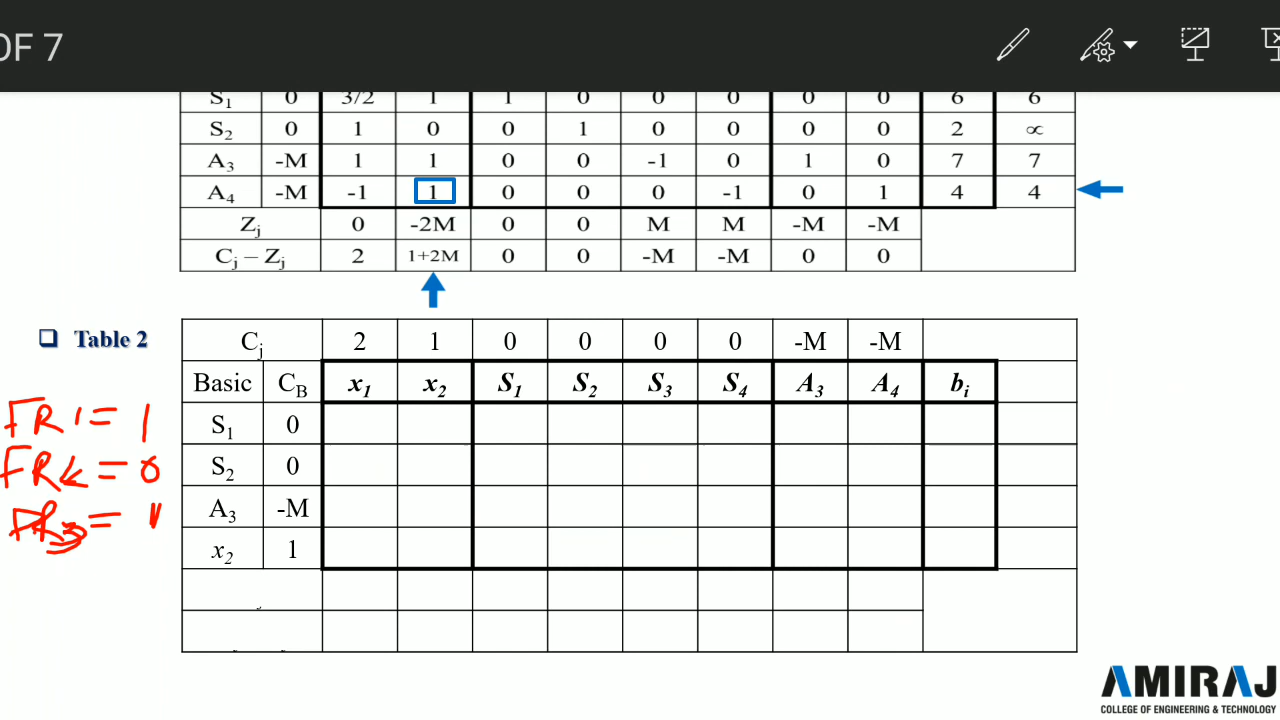 OF 7
S1 0 3/2 1 1 0 0 0 0 0 6 6
S2 0 1 0 0 1 0 0 0 0 2 ∝
A3 -M 1 1 0 0 -1 0 1 0 7 7
A4 -M -1 1 0 0 0 -1 0 1 4 4
Zj 0 -2M 0 0 M M -M -M
Cj – Zj 2 1+2M 0 0 -M -M 0 0
Table 2
Cj 2 1 0 0 0 0 -M -M
Basic CB x1 x2 S1 S2 S3 S4 A3 A4 bi
S1 0
S2 0
A3 -M
x2 1
FR1 = 1
FR2 = 0
FR3 = 1
AMIRAJ
COLLEGE OF ENGINEERING & TECHNOLOGY